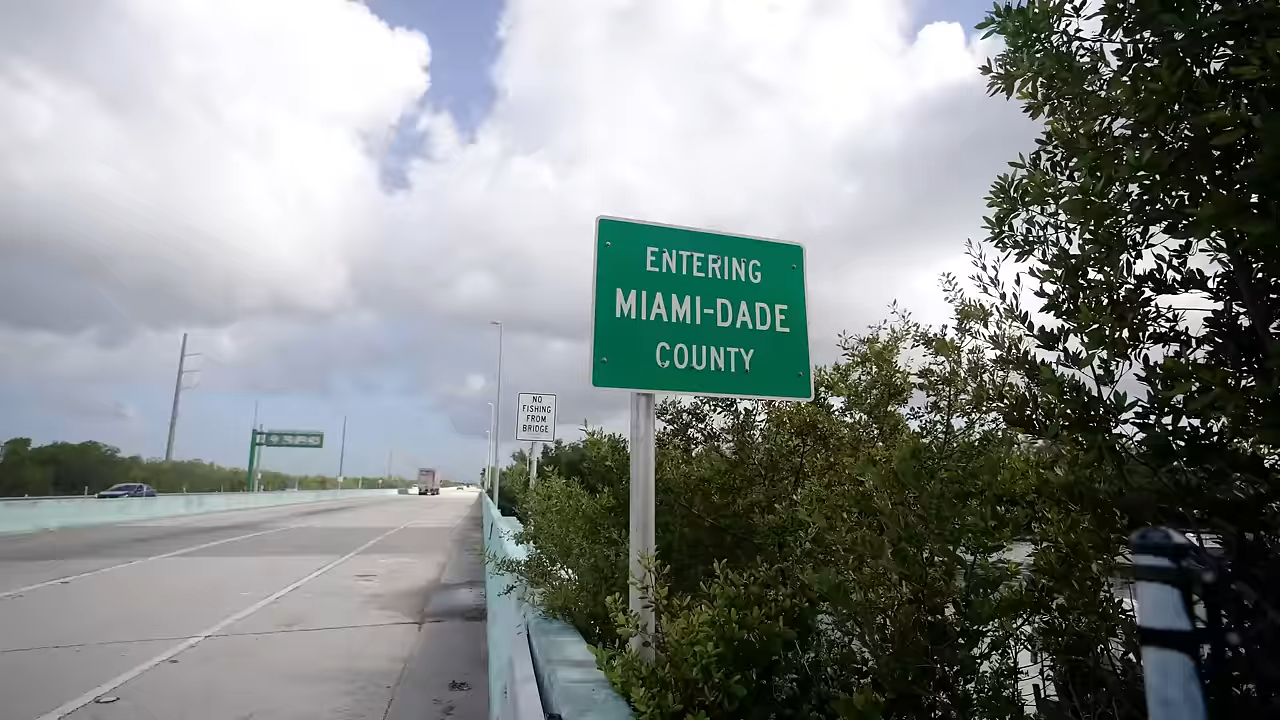 ENTERING
MIAMI-DADE
COUNTY
NO
FISHING
FROM
BRIDGE